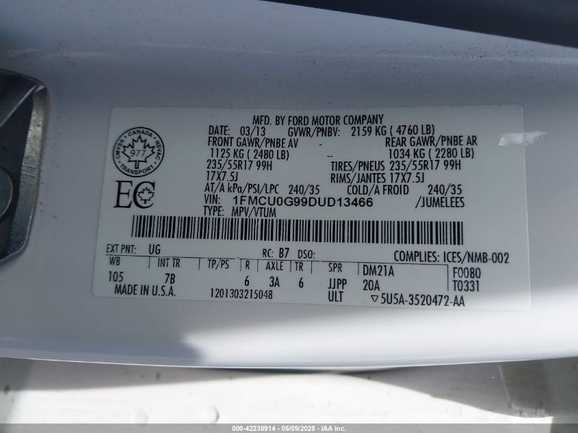 MFD. BY FORD MOTOR COMPANY
DATE: 03/13 GVWR/PNBV: 2159 KG ( 4760 LB)
FRONT GAWR/PNBE AV REAR GAWR/PNBE AR
1125 KG ( 2480 LB) -- 1034 KG ( 2280 LB)
235/55R17 99H TIRES/PNEUS 235/55R17 99H
17X7.5J RIMS/JANTES 17X7.5J
AT/A kPa/PSI/LPC 240/35 COLD/A FROID 240/35
VIN: 1FMCU0G99DUD13466 /JUMELEES
TYPE: MPV/VTUM
CANADA
977
EC
EXT PNT: UG RC: B7 DSO: COMPLIES: ICES/NMB-002
WB INT TR TP/PS R AXLE TR SPR DM21A F0080
105 7B 6 3A 6 JJPP 20A T0331
MADE IN U.S.A. 1201303215048 ULT ▽5U5A-3520472-AA
000-42238914 - 05/09/2025 - IAA Inc.